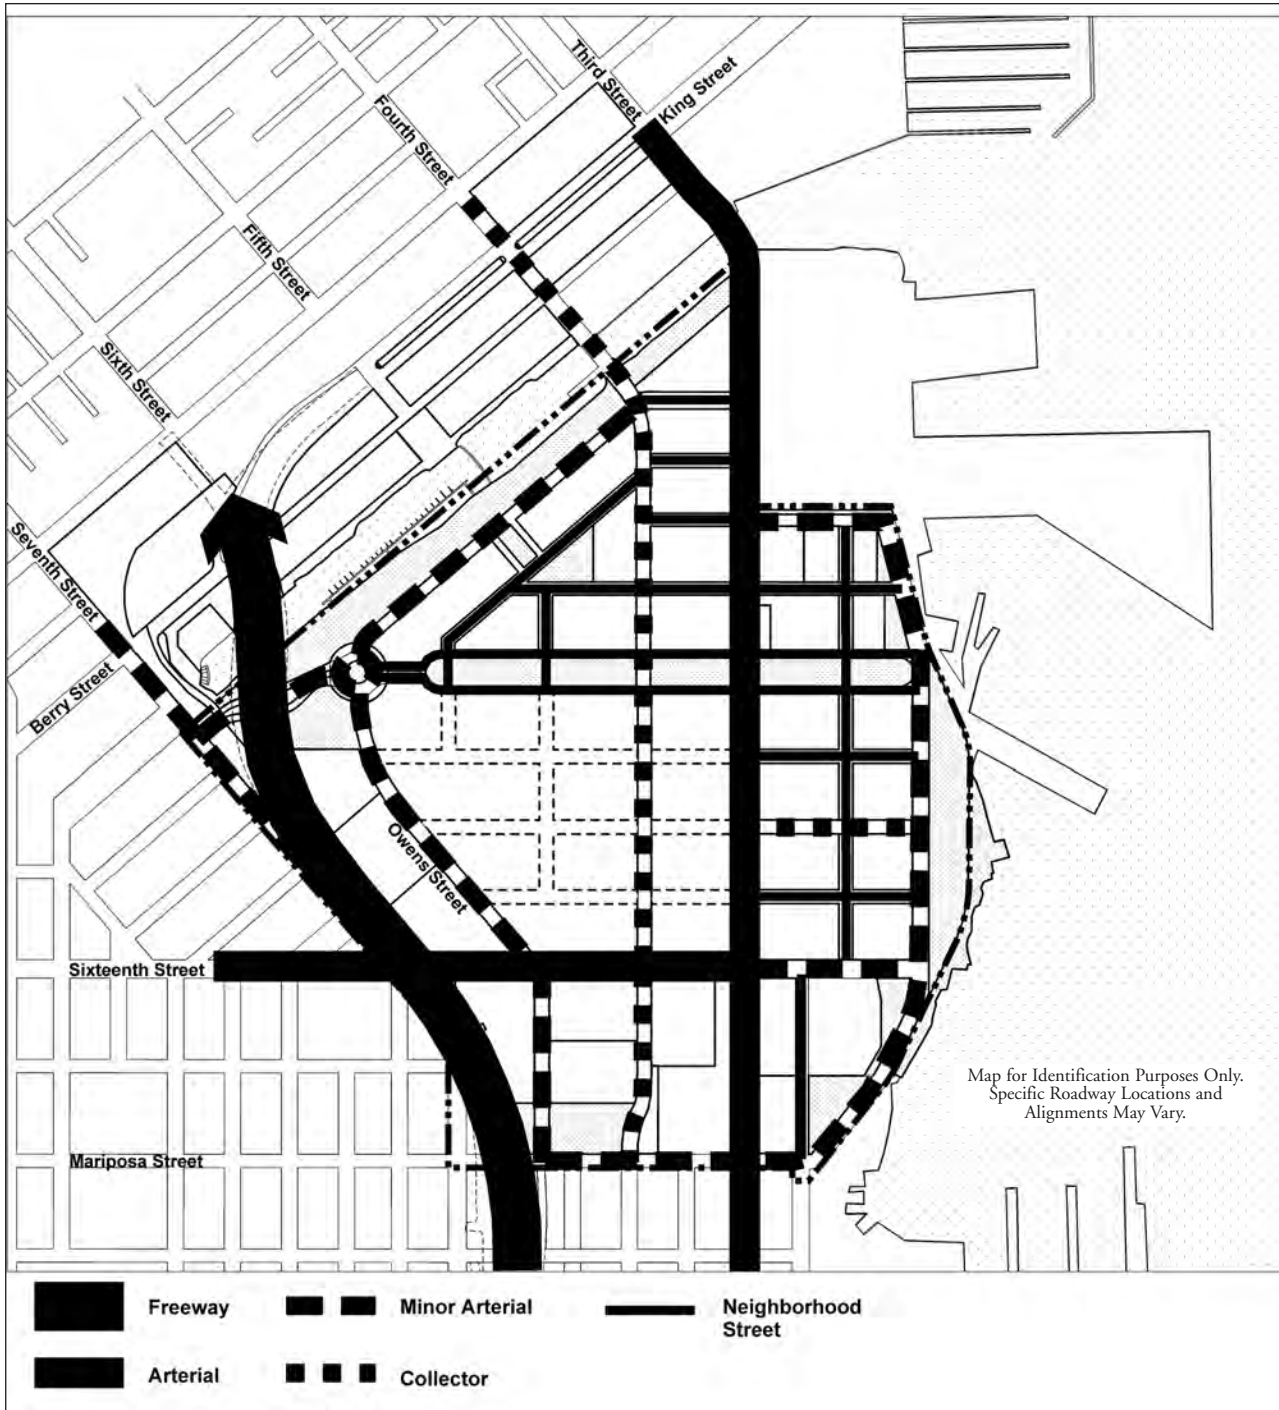 Third Street
King Street
Fourth Street
Fifth Street
Sixth Street
Seventh Street
Berry Street
Owens Street
Sixteenth Street
Map for Identification Purposes Only.
Specific Roadway Locations and
Alignments May Vary.
Mariposa Street
Freeway
Minor Arterial
Neighborhood
Street
Arterial
Collector